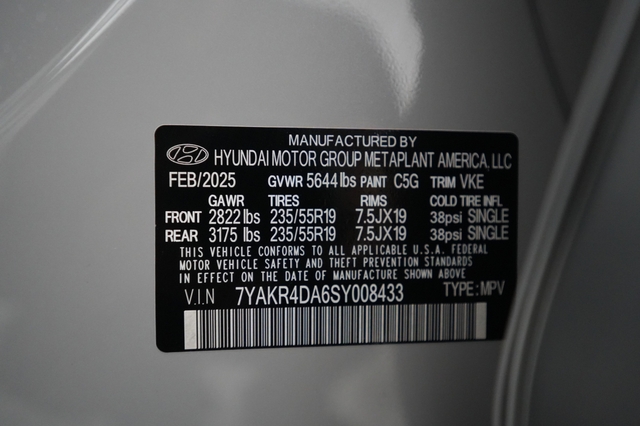 MANUFACTURED BY
HYUNDAI MOTOR GROUP METAPLANT AMERICA, LLC
FEB/2025 GVWR 5644 lbs PAINT C5G TRIM VKE
GAWR TIRES RIMS COLD TIRE INFL
FRONT 2822 lbs 235/55R19 7.5JX19 38psi SINGLE
REAR 3175 lbs 235/55R19 7.5JX19 38psi SINGLE
THIS VEHICLE CONFORMS TO ALL APPLICABLE U.S.A. FEDERAL
MOTOR VEHICLE SAFETY AND THEFT PREVENTION STANDARDS
IN EFFECT ON THE DATE OF MANUFACTURE SHOWN ABOVE.
V.I.N 7YAKR4DA6SY008433 TYPE : MPV